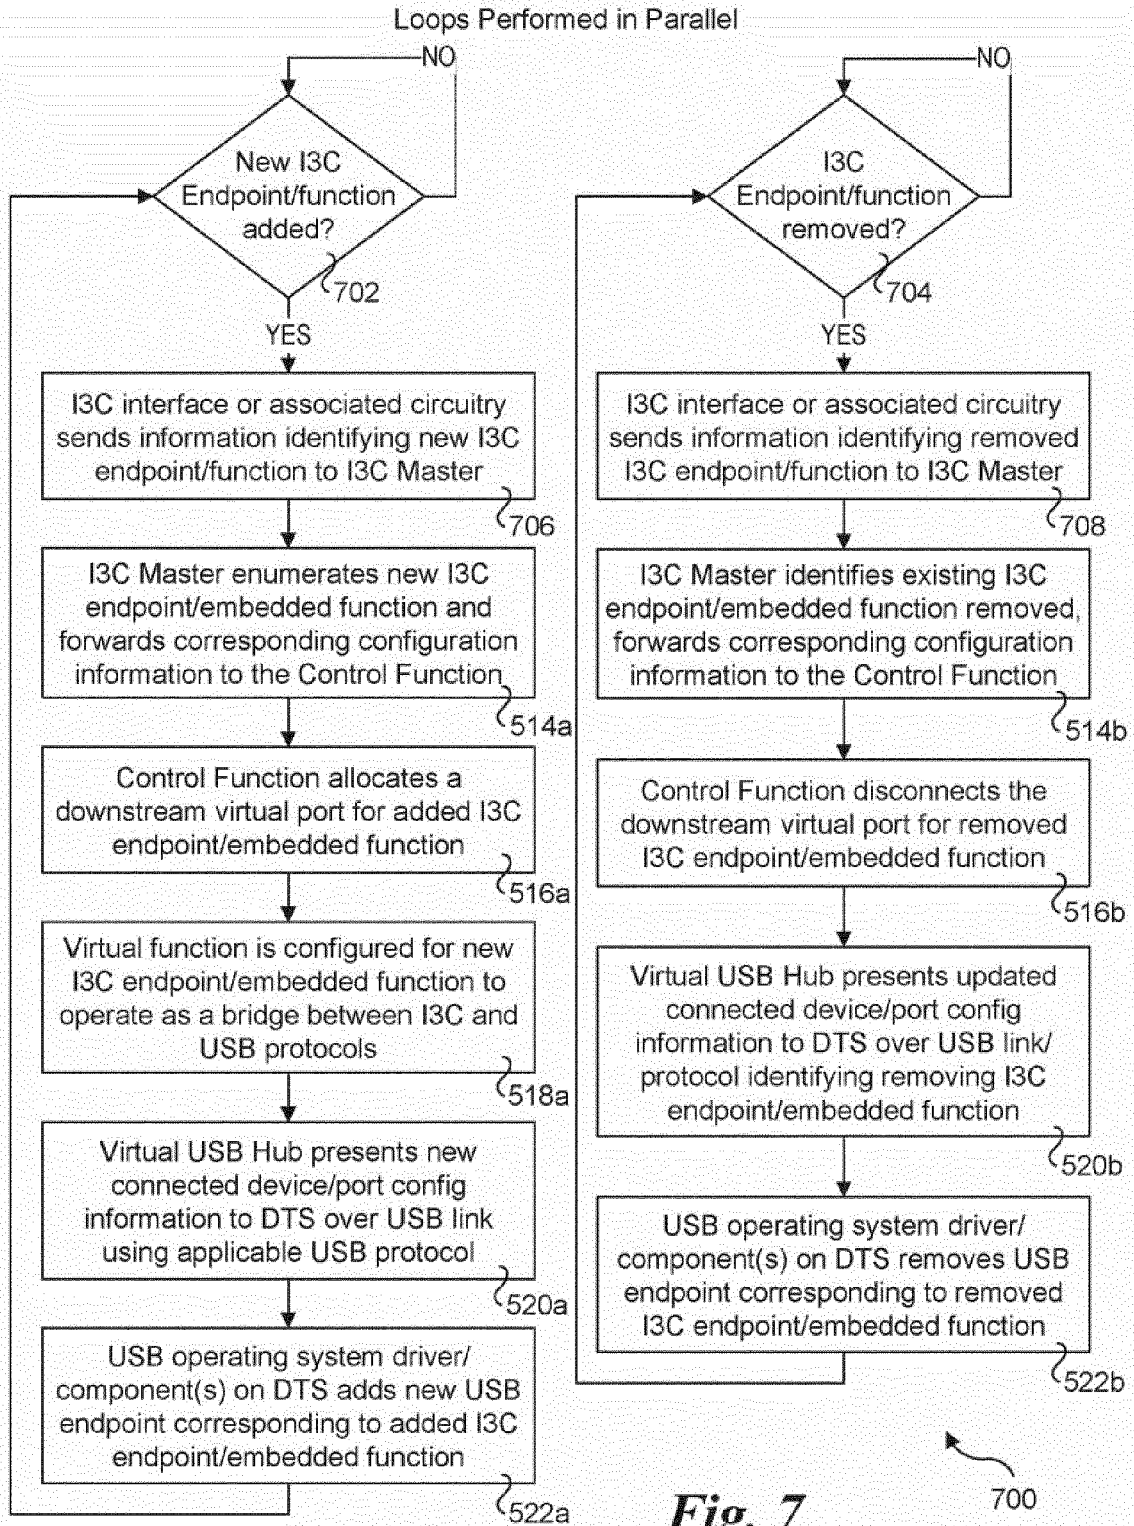 Loops Performed in Parallel
NO
New I3C
Endpoint/function
added?
702
YES
I3C interface or associated circuitry
sends information identifying new I3C
endpoint/function to I3C Master
706
I3C Master enumerates new I3C
endpoint/embedded function and
forwards corresponding configuration
information to the Control Function
514a
Control Function allocates a
downstream virtual port for added I3C
endpoint/embedded function
516a
Virtual function is configured for new
I3C endpoint/embedded function to
operate as a bridge between I3C and
USB protocols
518a
Virtual USB Hub presents new
connected device/port config
information to DTS over USB link
using applicable USB protocol
520a
USB operating system driver/
component(s) on DTS adds new USB
endpoint corresponding to added I3C
endpoint/embedded function
522a
NO
I3C
Endpoint/function
removed?
704
YES
I3C interface or associated circuitry
sends information identifying removed
I3C endpoint/function to I3C Master
708
I3C Master identifies existing I3C
endpoint/embedded function removed,
forwards corresponding configuration
information to the Control Function
514b
Control Function disconnects the
downstream virtual port for removed
I3C endpoint/embedded function
516b
Virtual USB Hub presents updated
connected device/port config
information to DTS over USB link/
protocol identifying removing I3C
endpoint/embedded function
520b
USB operating system driver/
component(s) on DTS removes USB
endpoint corresponding to removed
I3C endpoint/embedded function
522b
700
Fig. 7